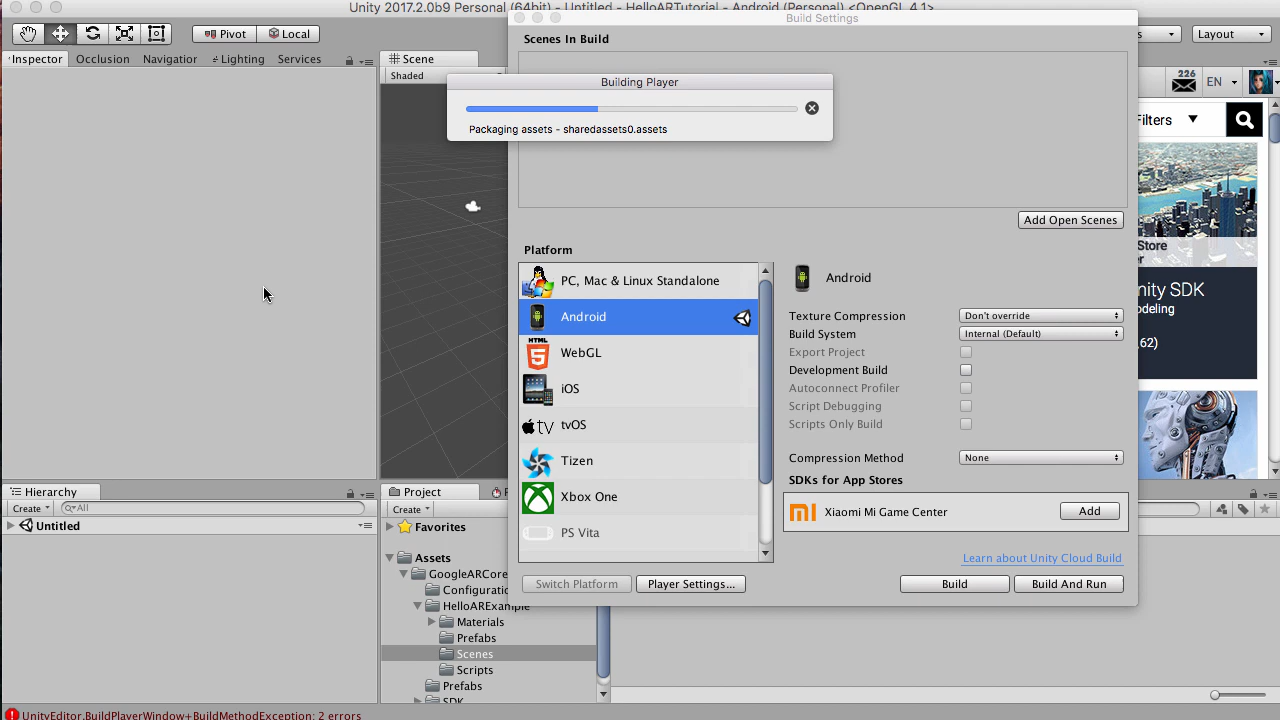 Unity 2017.2.0b9 Personal (64bit) - Untitled - HelloARTutorial - Android (Personal) <OpenGL 4.1>
Build Settings
Pivot
Local
Layout
Inspector
Occlusion
Navigator
Lighting
Services
Scene
Shaded
Scenes In Build
Building Player
Packaging assets - sharedassets0.assets
226
EN
Filters
Add Open Scenes
Store
Platform
PC, Mac & Linux Standalone
Android
WebGL
HTML
5
iOS
tv
tvOS
Tizen
Xbox One
PS Vita
Android
Texture Compression
Don't override
Build System
Internal (Default)
Export Project
Development Build
Autoconnect Profiler
Script Debugging
Scripts Only Build
Compression Method
None
SDKs for App Stores
MI
Xiaomi Mi Game Center
Add
Learn about Unity Cloud Build
Switch Platform
Player Settings...
Build
Build And Run
nity SDK
odeling
.62)
Hierarchy
Create
All
Untitled
Project
Create
Favorites
Assets
GoogleARCore
Configuratio
HelloARExample
Materials
Prefabs
Scenes
Scripts
Prefabs
SDK
UnityEditor.BuildPlayerWindow+BuildMethodException: 2 errors